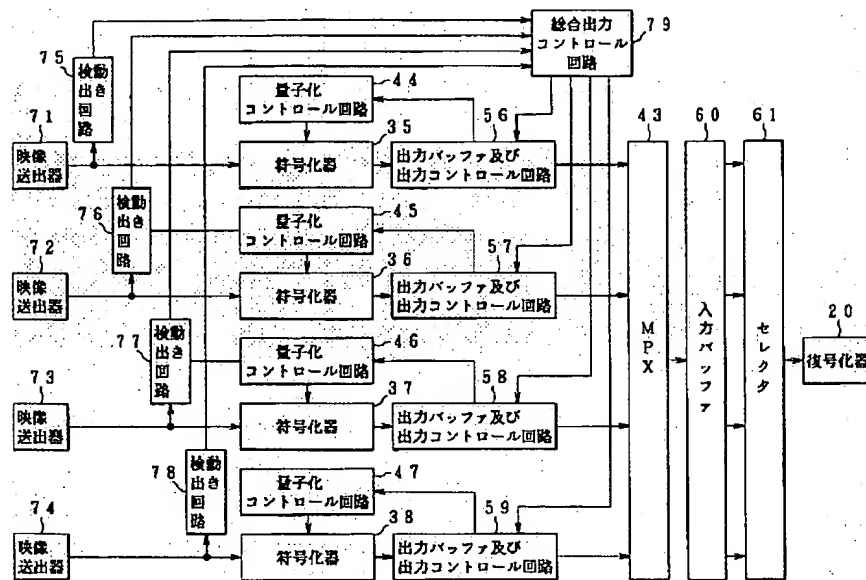 総合出力
コントロール
回路
79
75
動き
検出回路
44
量子化
コントロール回路
56
43
60
61
71
映像
送出器
35
符号化器
出力バッファ及び
出力コントロール回路
76
動き
検出回路
45
量子化
コントロール回路
57
72
映像
送出器
36
符号化器
出力バッファ及び
出力コントロール回路
MPX
入力バッファ
セレクタ
20
復号化器
77
動き
検出回路
46
量子化
コントロール回路
58
73
映像
送出器
37
符号化器
出力バッファ及び
出力コントロール回路
78
動き
検出回路
47
量子化
コントロール回路
59
74
映像
送出器
38
符号化器
出力バッファ及び
出力コントロール回路